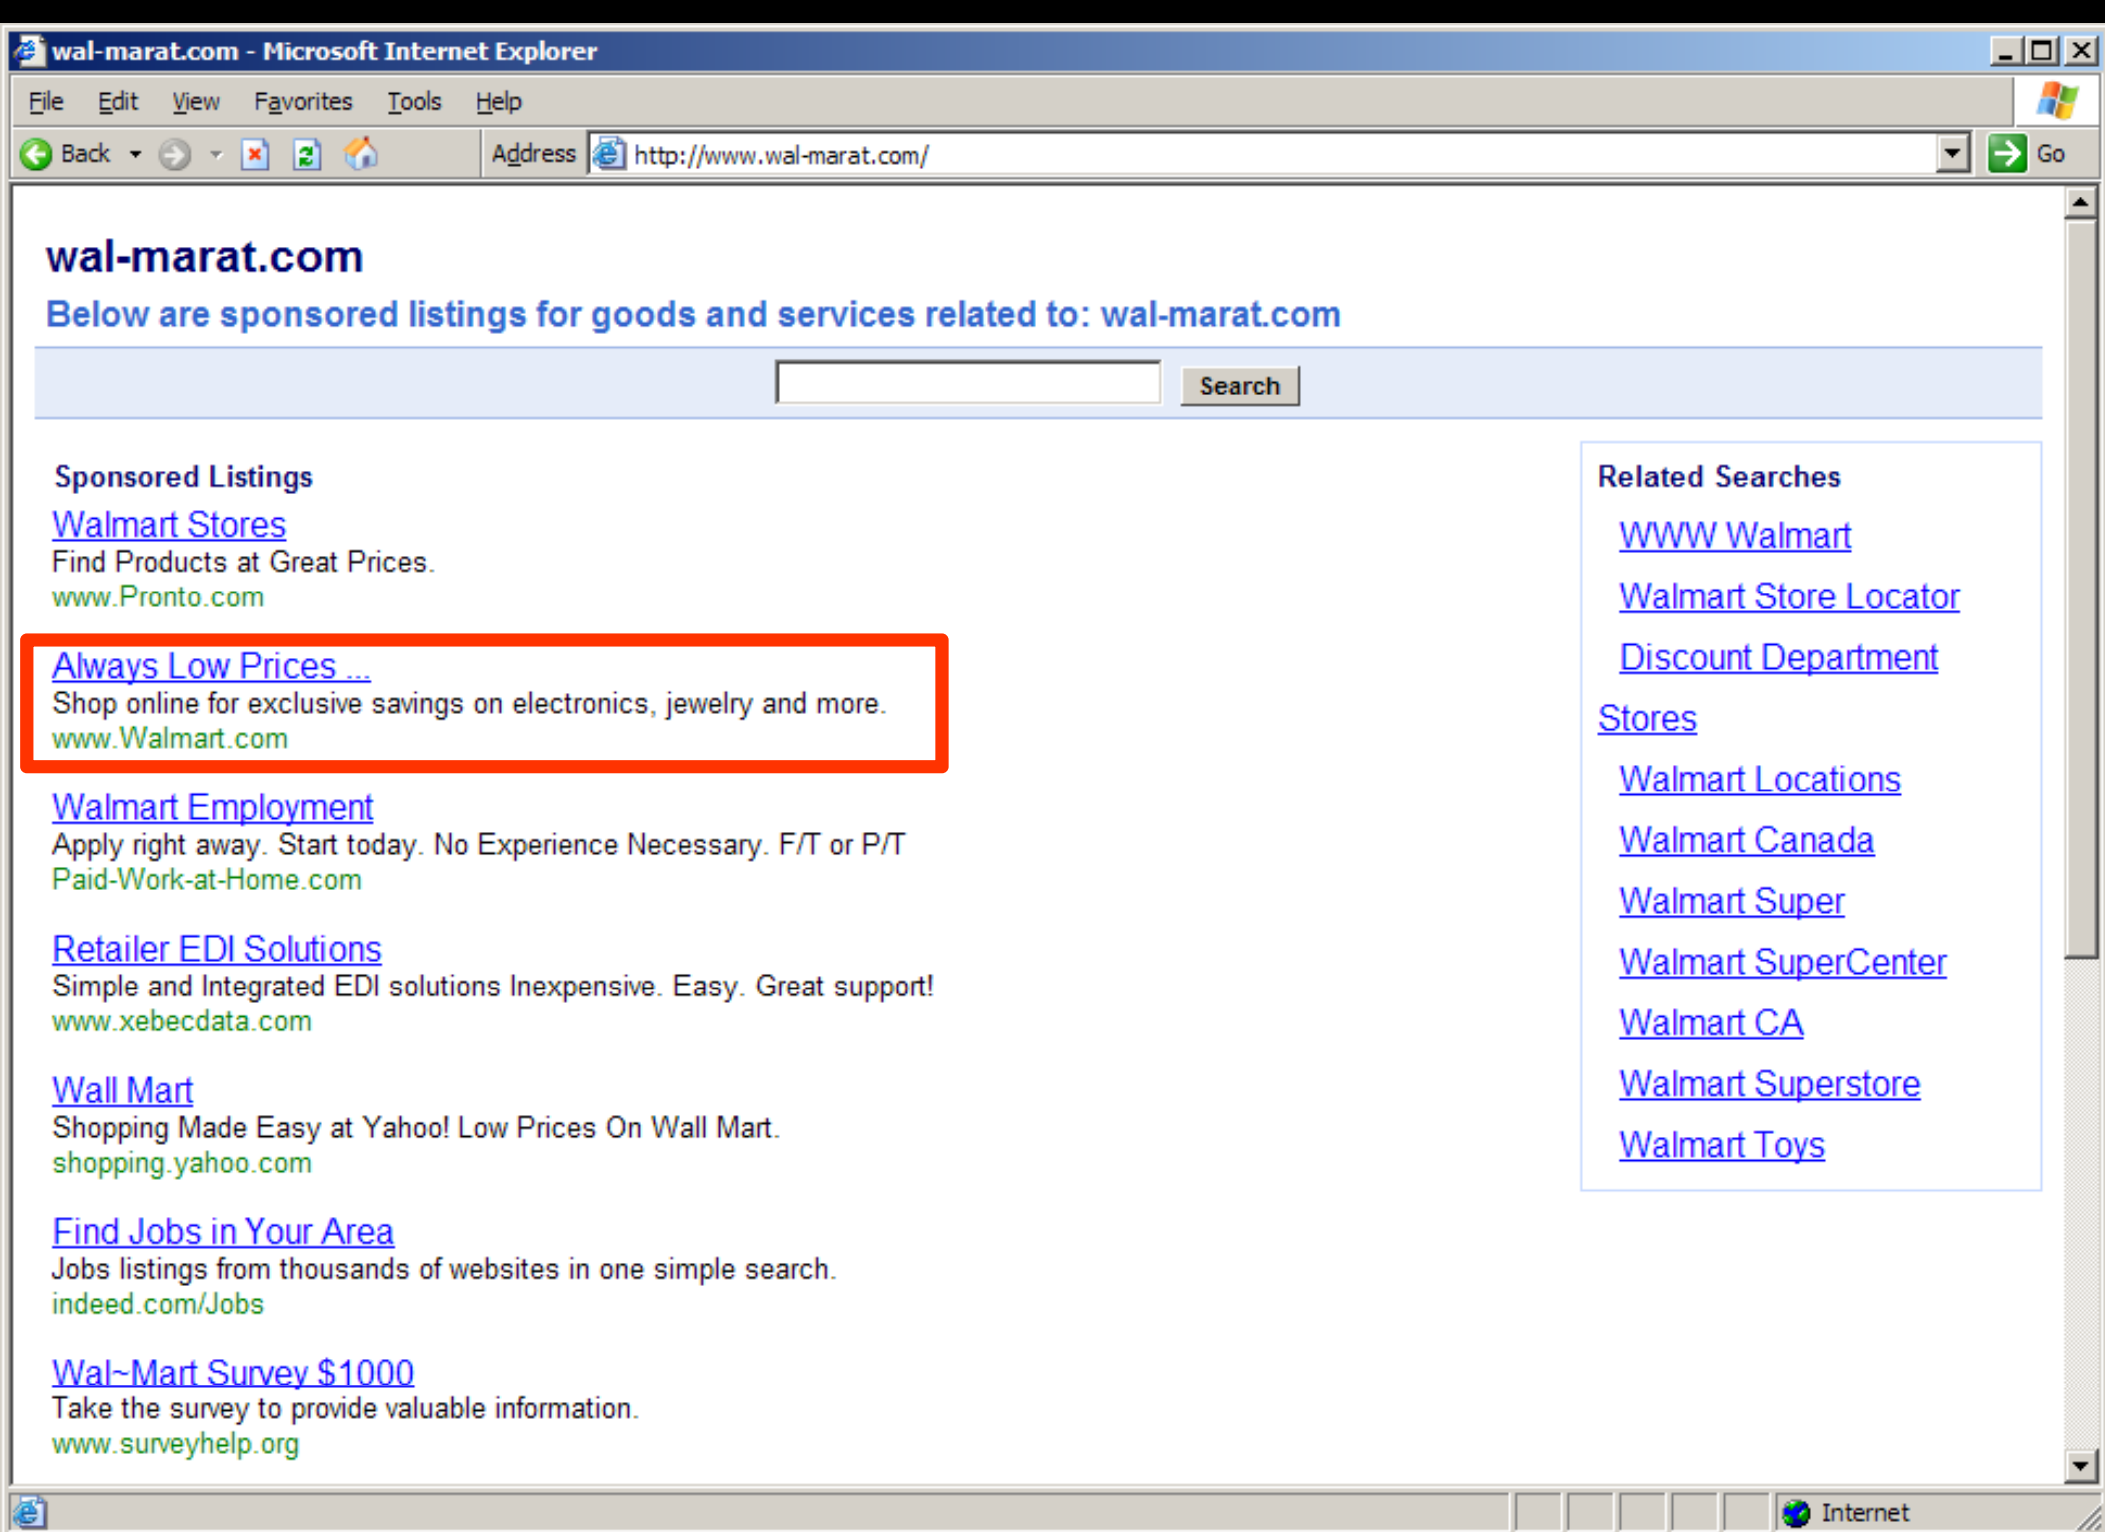 wal-marat.com - Microsoft Internet Explorer
File Edit View Favorites Tools Help
Back Address http://www.wal-marat.com/ Go
wal-marat.com
Below are sponsored listings for goods and services related to: wal-marat.com
Search
Sponsored Listings
Walmart Stores
Find Products at Great Prices.
www.Pronto.com
Always Low Prices ...
Shop online for exclusive savings on electronics, jewelry and more.
www.Walmart.com
Walmart Employment
Apply right away. Start today. No Experience Necessary. F/T or P/T
Paid-Work-at-Home.com
Retailer EDI Solutions
Simple and Integrated EDI solutions Inexpensive. Easy. Great support!
www.xebecdata.com
Wall Mart
Shopping Made Easy at Yahoo! Low Prices On Wall Mart.
shopping.yahoo.com
Find Jobs in Your Area
Jobs listings from thousands of websites in one simple search.
indeed.com/Jobs
Wal~Mart Survey $1000
Take the survey to provide valuable information.
www.surveyhelp.org
Related Searches
WWW Walmart
Walmart Store Locator
Discount Department
Stores
Walmart Locations
Walmart Canada
Walmart Super
Walmart SuperCenter
Walmart CA
Walmart Superstore
Walmart Toys
Internet